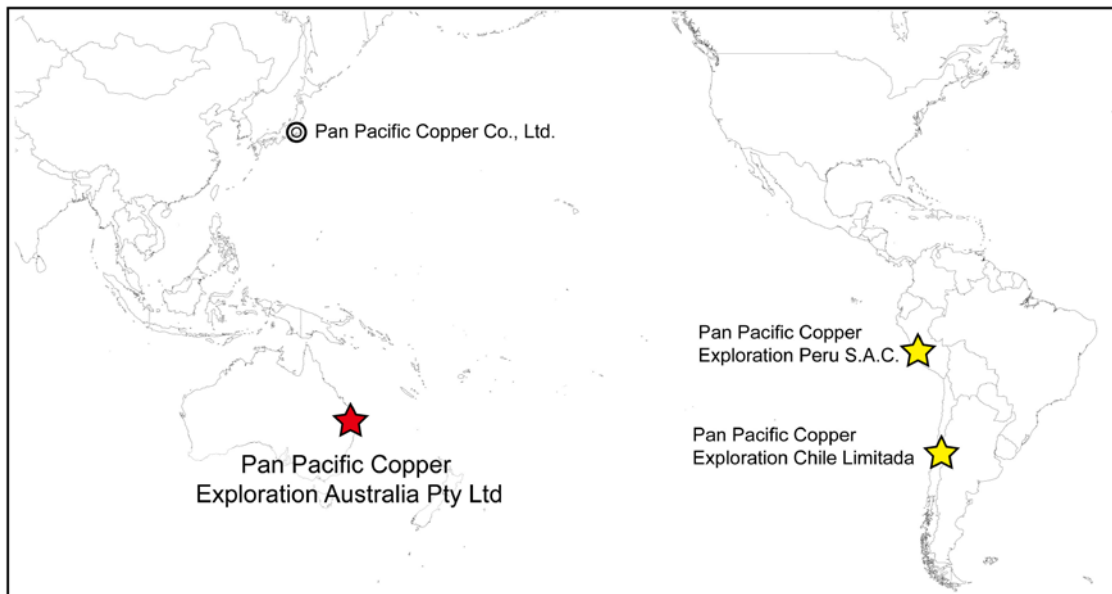 Pan Pacific Copper Co., Ltd.
Pan Pacific Copper
Exploration Peru S.A.C.
Pan Pacific Copper
Exploration Chile Limitada
Pan Pacific Copper
Exploration Australia Pty Ltd